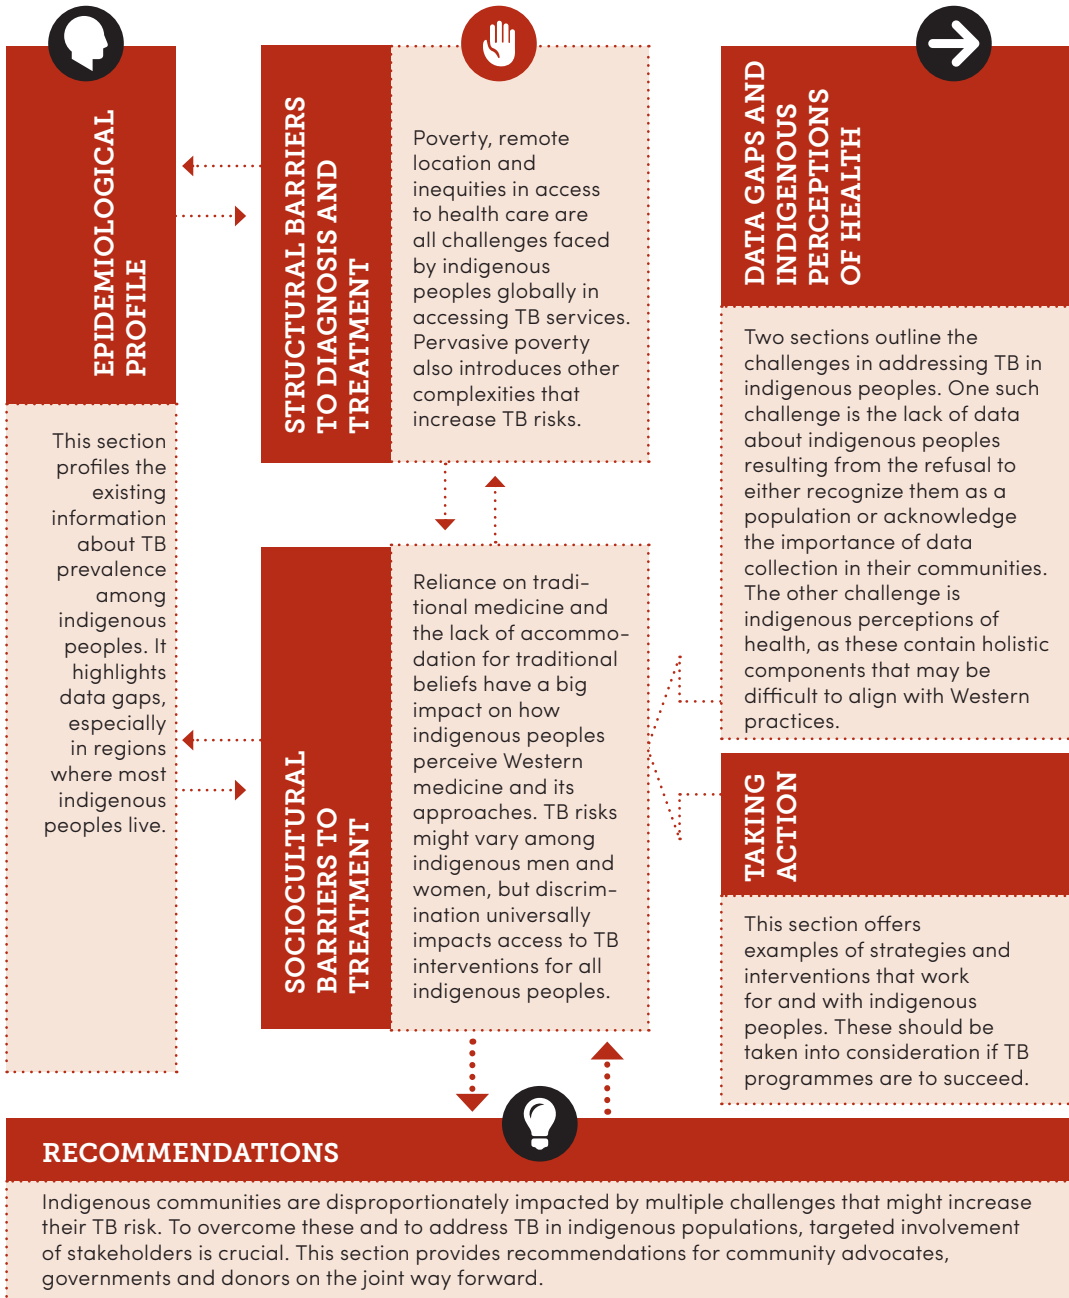 EPIDEMIOLOGICAL
PROFILE
This section
profiles the
existing
information
about TB
prevalence
among
indigenous
peoples. It
highlights
data gaps,
especially
in regions
where most
indigenous
peoples live.
STRUCTURAL BARRIERS
TO DIAGNOSIS AND
TREATMENT
Poverty, remote
location and
inequities in access
to health care are
all challenges faced
by indigenous
peoples globally in
accessing TB services.
Pervasive poverty
also introduces other
complexities that
increase TB risks.
SOCIOCULTURAL
BARRIERS TO
TREATMENT
Reliance on tradi-
tional medicine and
the lack of accommo-
dation for traditional
beliefs have a big
impact on how
indigenous peoples
perceive Western
medicine and its
approaches. TB risks
might vary among
indigenous men and
women, but discrim-
ination universally
impacts access to TB
interventions for all
indigenous peoples.
DATA GAPS AND
INDIGENOUS
PERCEPTIONS
OF HEALTH
Two sections outline the
challenges in addressing TB in
indigenous peoples. One such
challenge is the lack of data
about indigenous peoples
resulting from the refusal to
either recognize them as a
population or acknowledge
the importance of data
collection in their communities.
The other challenge is
indigenous perceptions of
health, as these contain holistic
components that may be
difficult to align with Western
practices.
TAKING
ACTION
This section offers
examples of strategies and
interventions that work
for and with indigenous
peoples. These should be
taken into consideration if TB
programmes are to succeed.
RECOMMENDATIONS
Indigenous communities are disproportionately impacted by multiple challenges that might increase
their TB risk. To overcome these and to address TB in indigenous populations, targeted involvement
of stakeholders is crucial. This section provides recommendations for community advocates,
governments and donors on the joint way forward.